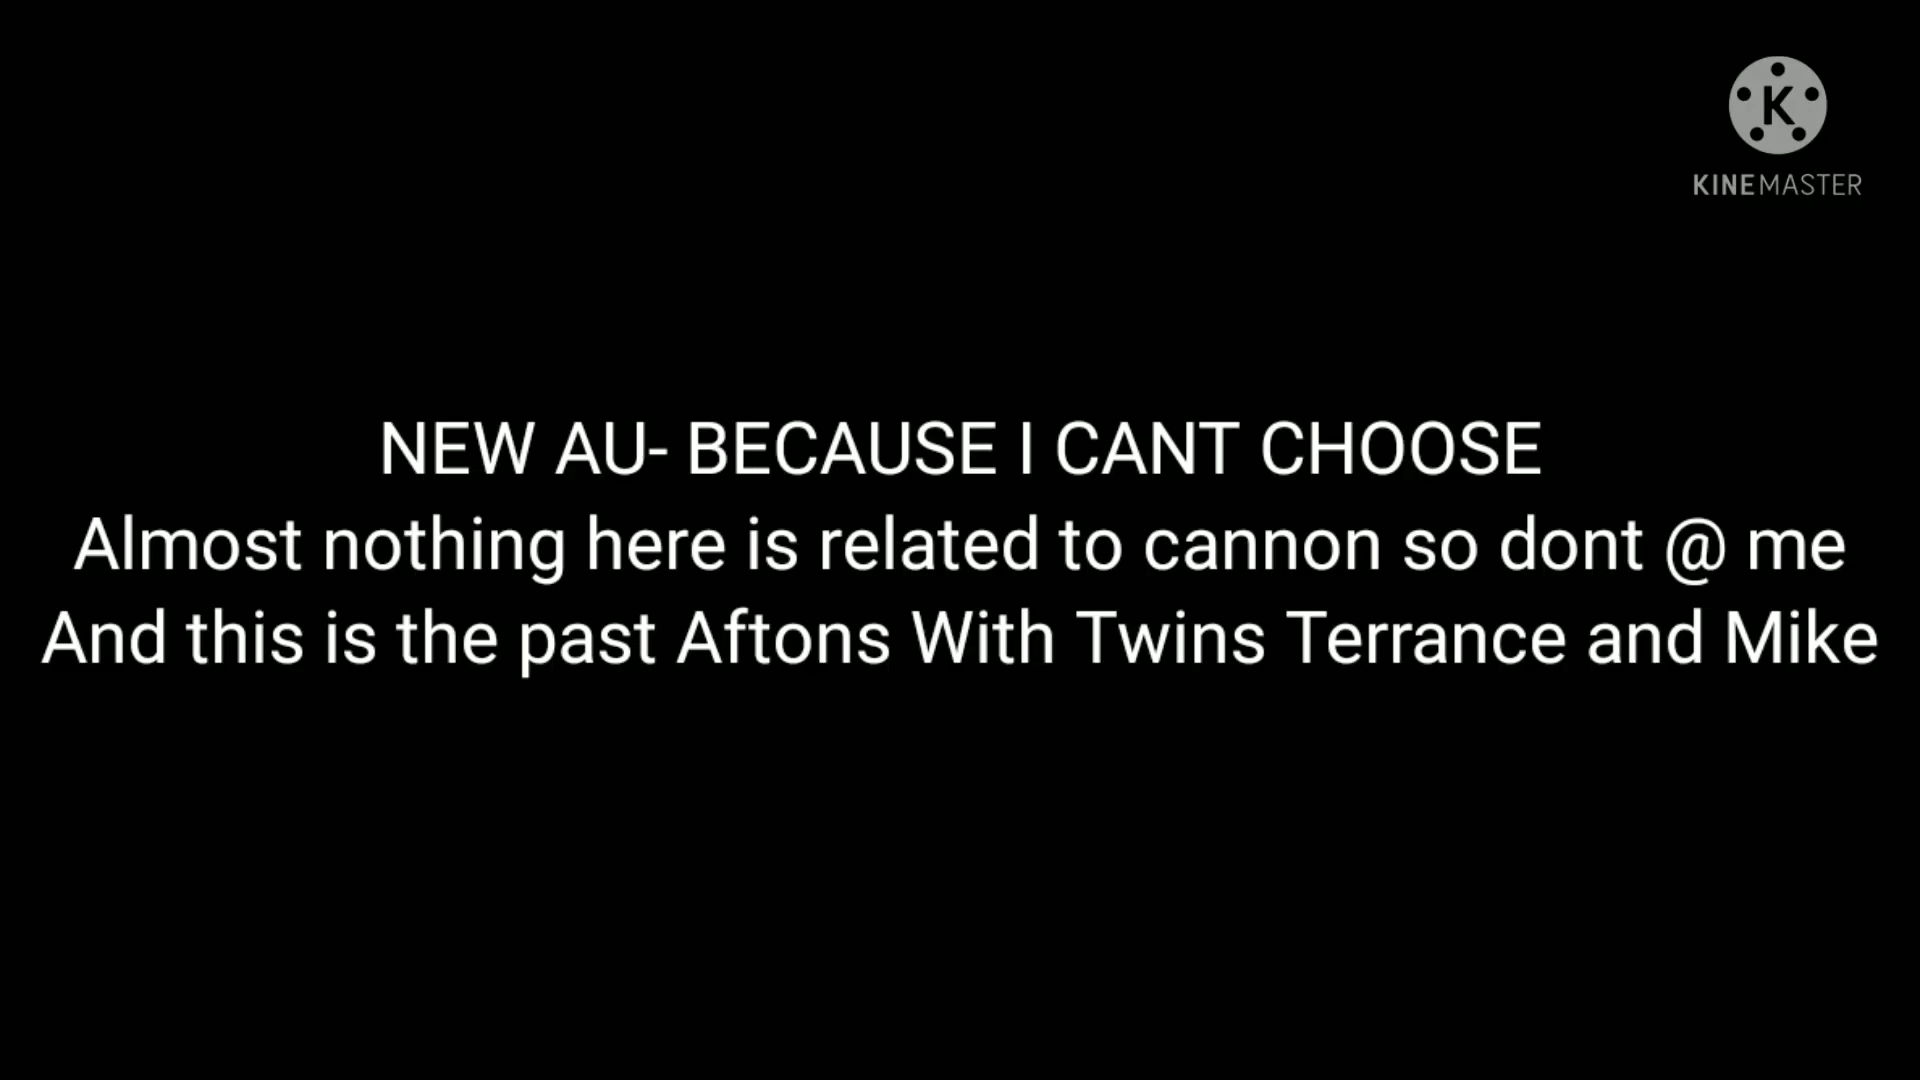 K
KINEMASTER
NEW AU- BECAUSE I CANT CHOOSE
Almost nothing here is related to cannon so dont @ me
And this is the past Aftons With Twins Terrance and Mike